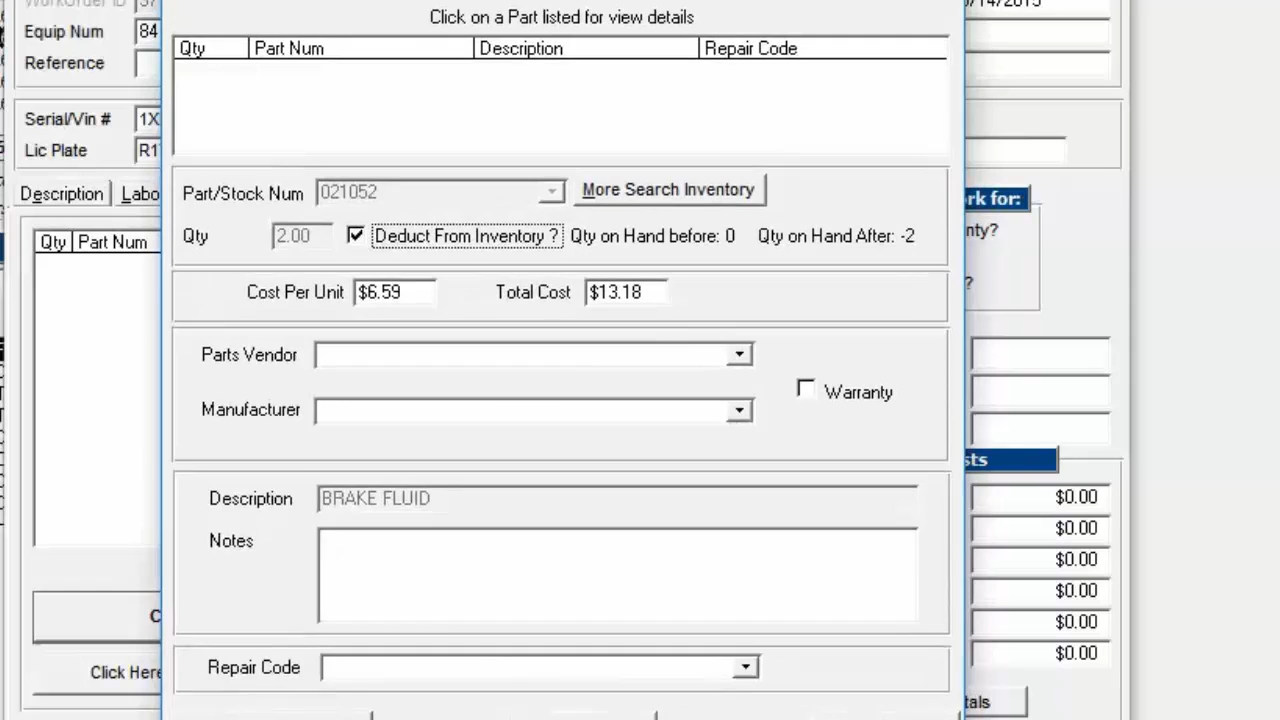 WorkOrder ID
Click on a Part listed for view details
Equip Num 84
Reference
Qty Part Num Description Repair Code
Serial/Vin # 1X
Lic Plate R1
Description Labo
Part/Stock Num 021052 More Search Inventory
rk for:
Qty 2.00 Deduct From Inventory ? Qty on Hand before: 0 Qty on Hand After: -2
nty?
Qty Part Num
?
Cost Per Unit $6.59 Total Cost $13.18
Parts Vendor
Warranty
Manufacturer
sts
Description BRAKE FLUID
$0.00
Notes
$0.00
$0.00
$0.00
C
$0.00
$0.00
Repair Code
Click Here
tals